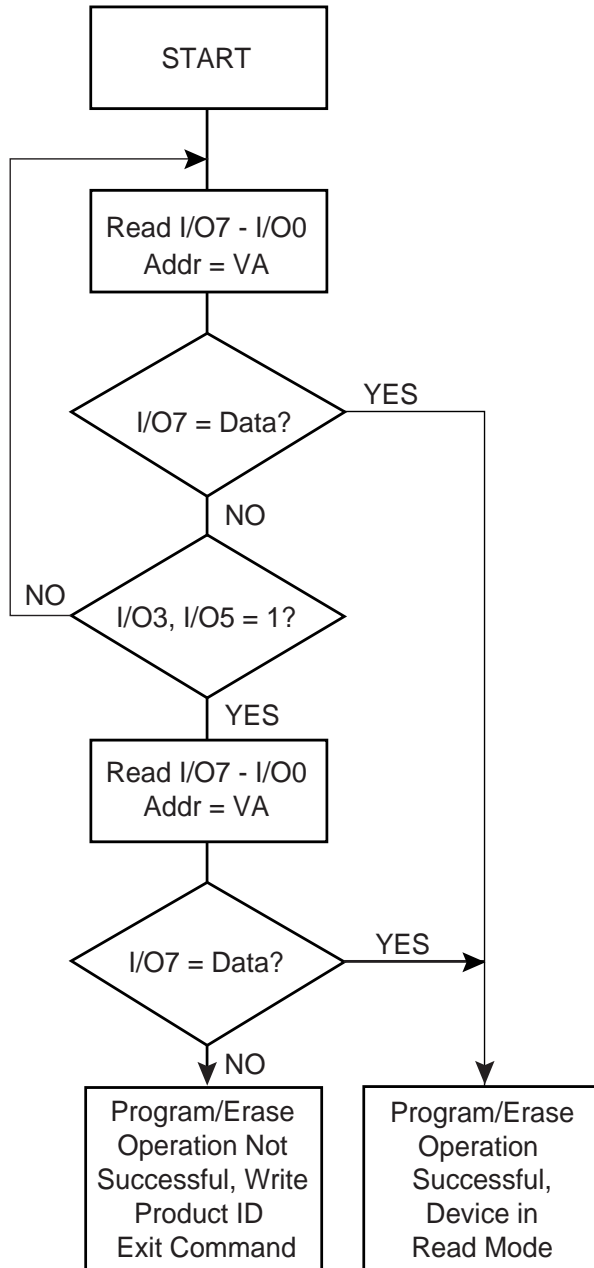 START
Read I/O7 - I/O0
Addr = VA
I/O7 = Data?
YES
NO
NO
I/O3, I/O5 = 1?
YES
Read I/O7 - I/O0
Addr = VA
I/O7 = Data?
YES
NO
Program/Erase
Operation Not
Successful, Write
Product ID
Exit Command
Program/Erase
Operation
Successful,
Device in
Read Mode